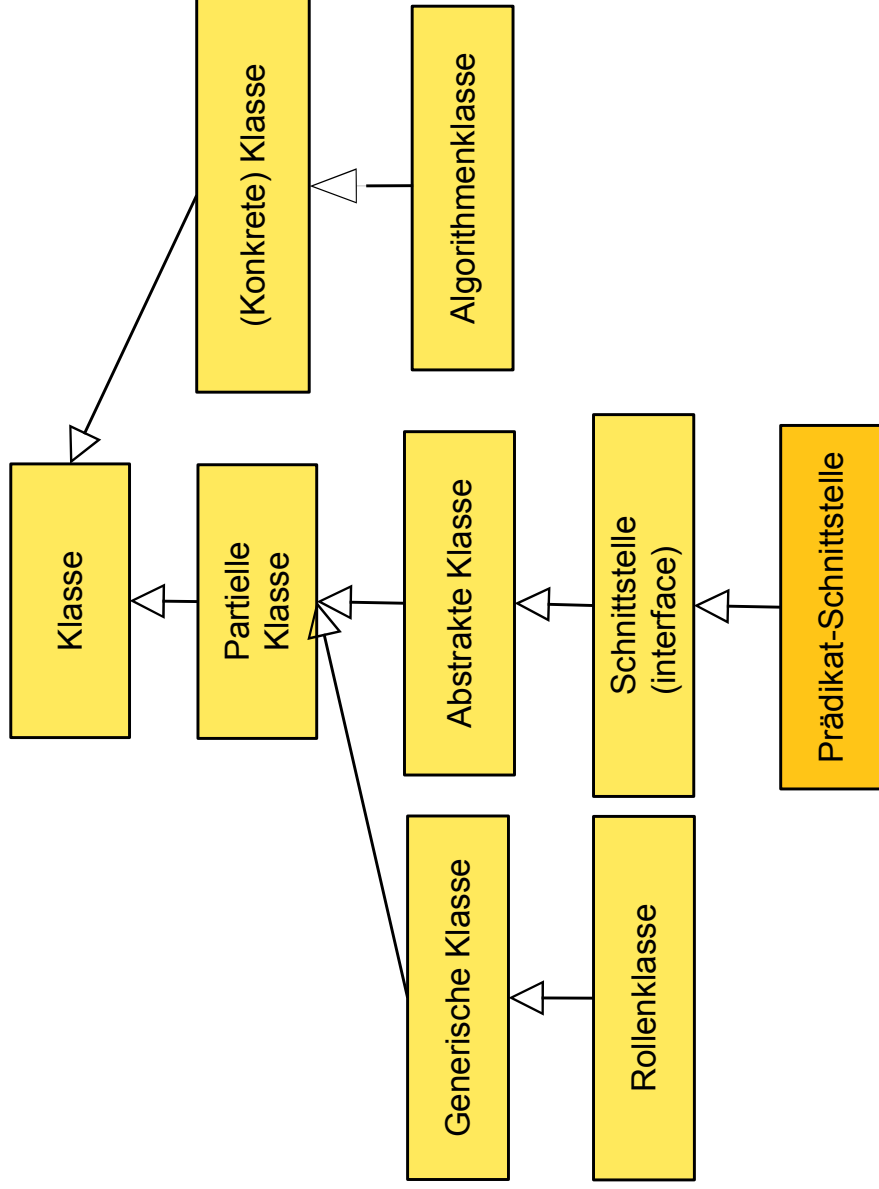 Klasse
Partielle
Klasse
(Konkrete) Klasse
Generische Klasse
Abstrakte Klasse
Algorithmenklasse
Rollenklasse
Schnittstelle
(interface)
Prädikat-Schnittstelle